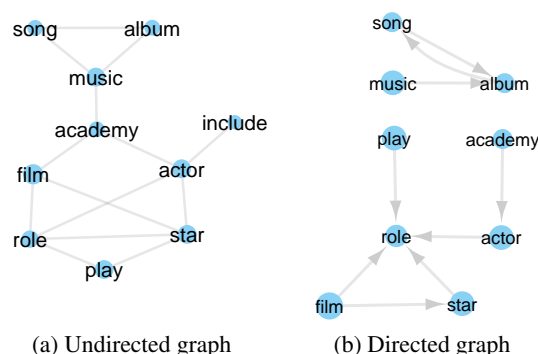 song album
music
academy
include
film
actor
role
star
play
(a) Undirected graph
song
music album
play academy
role actor
film star
(b) Directed graph